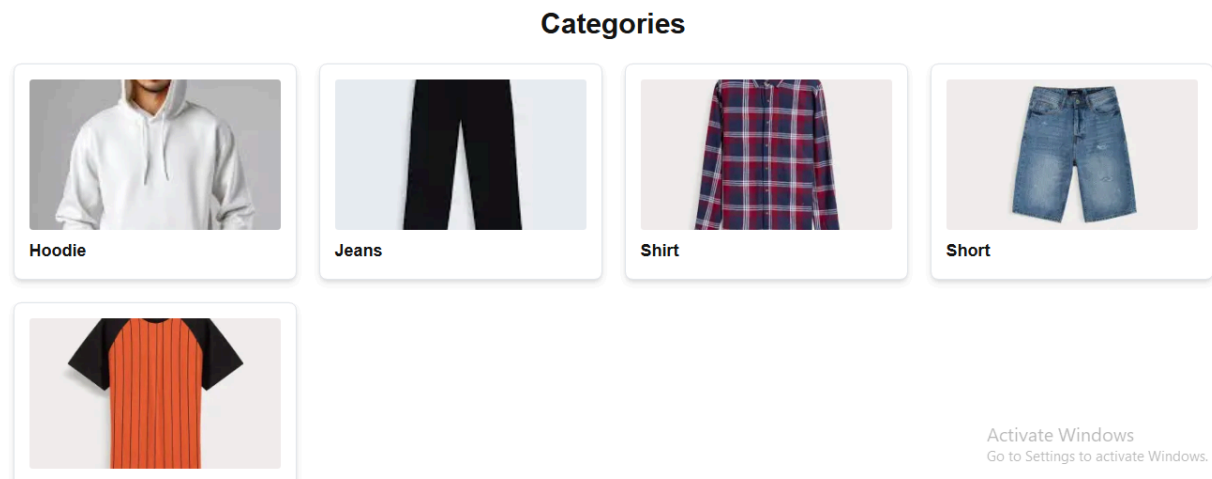 Categories
Hoodie
Jeans
Shirt
Short
Activate Windows
Go to Settings to activate Windows.